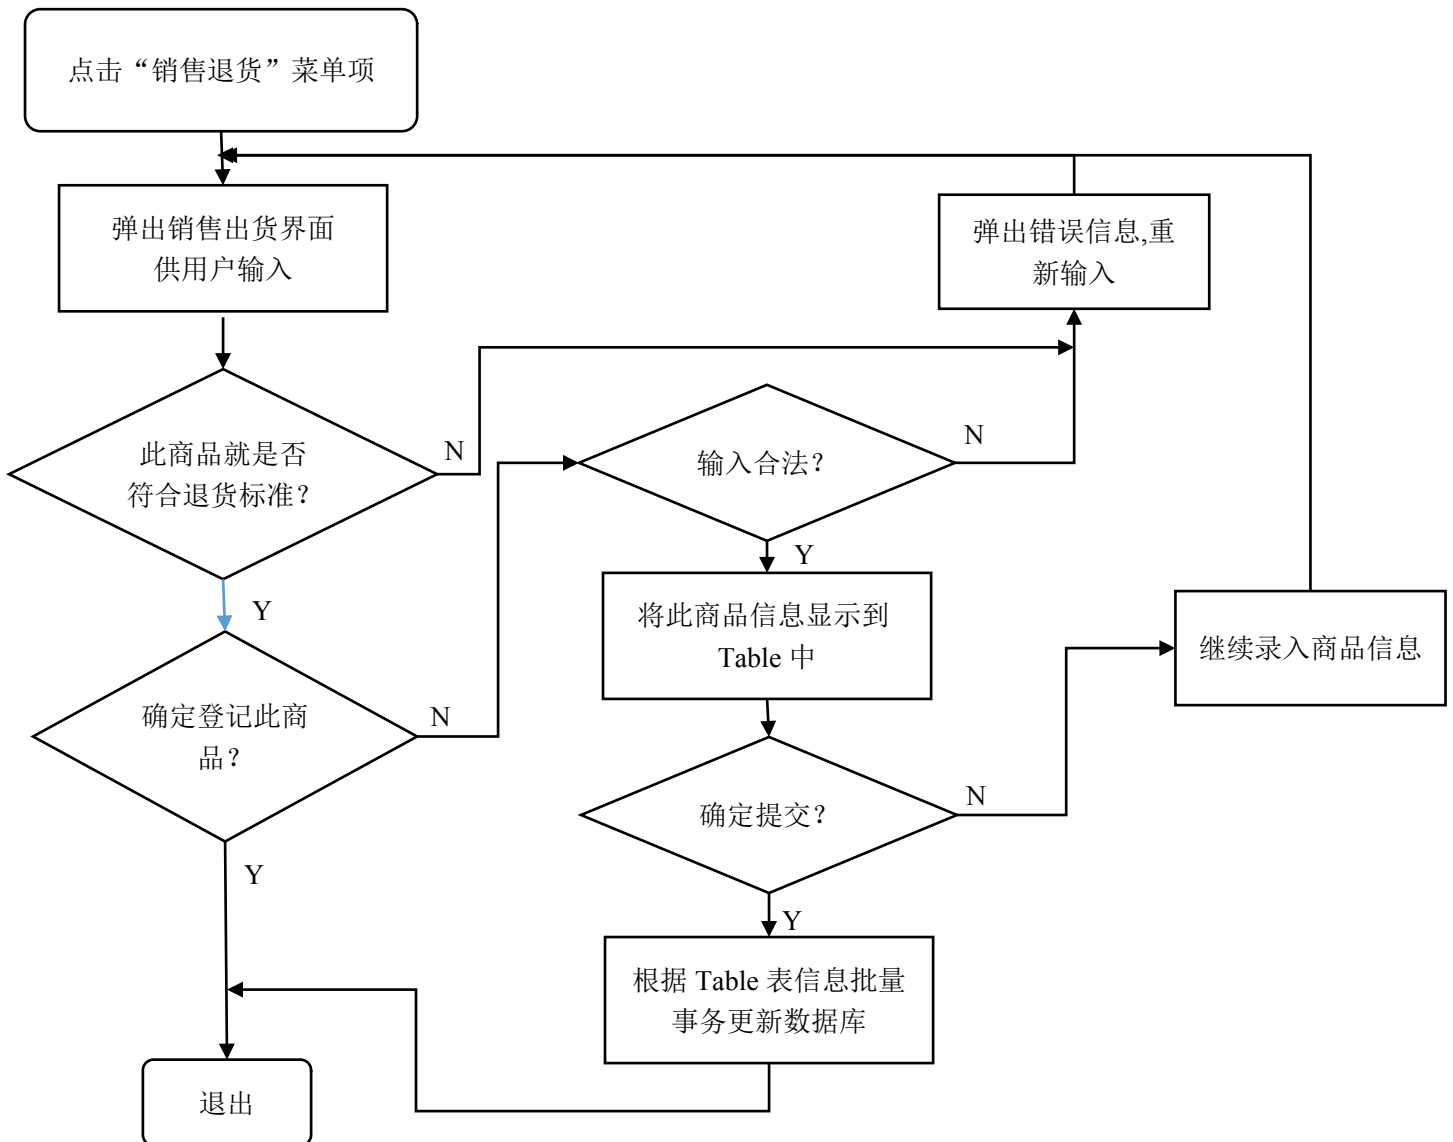 点击“销售退货”菜单项
弹出销售出货界面
供用户输入
弹出错误信息,重
新输入
此商品就是否
符合退货标准？
N
输入合法？
N
Y
Y
将此商品信息显示到
Table 中
继续录入商品信息
确定登记此商
品？
N
确定提交？
N
Y
Y
根据 Table 表信息批量
事务更新数据库
退出